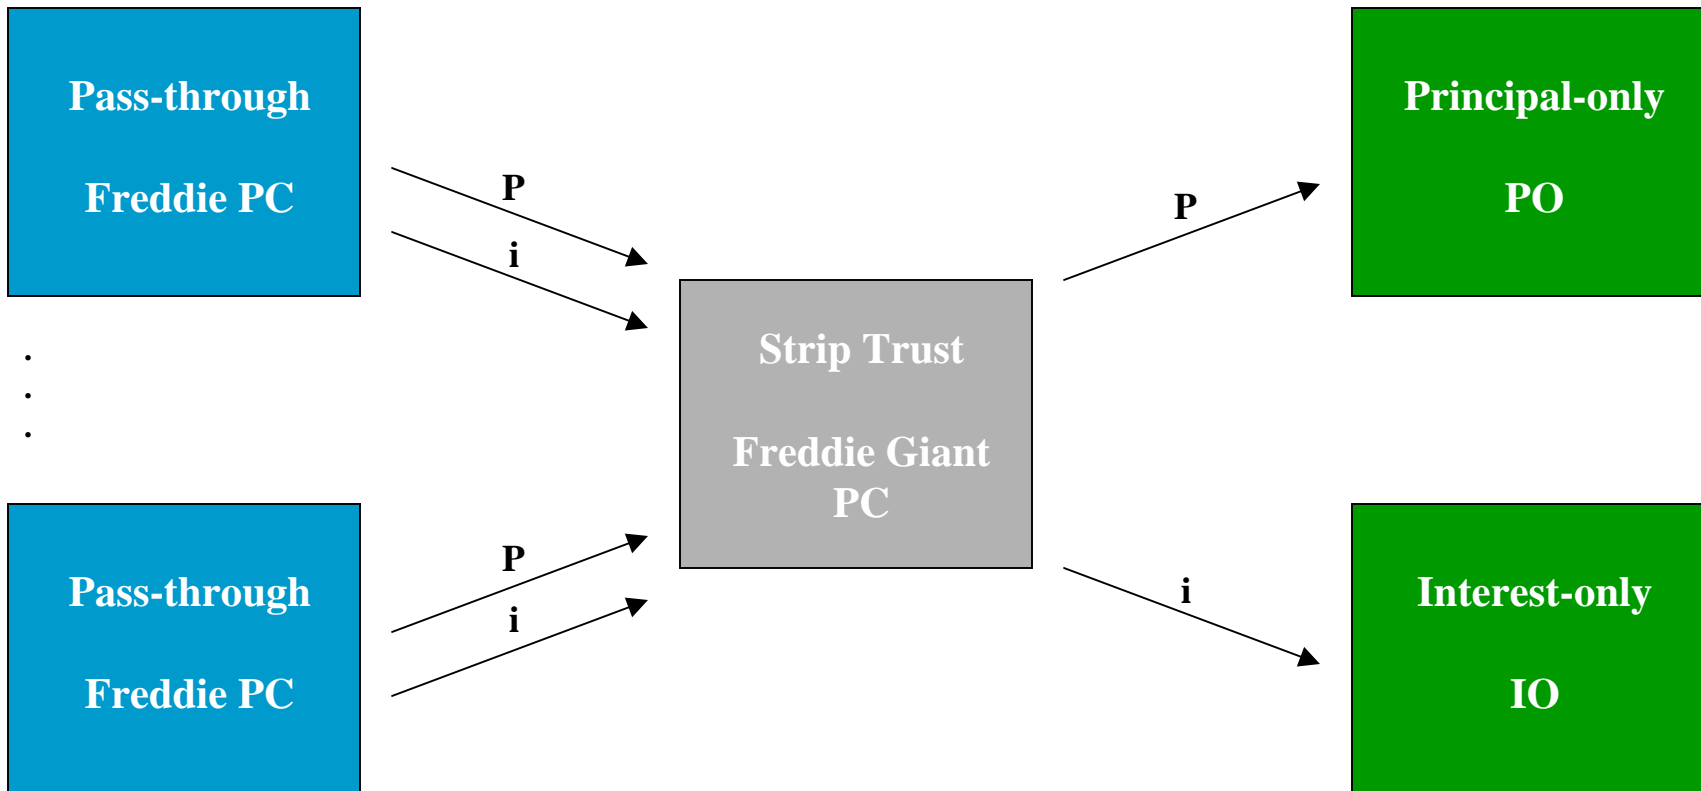 Pass-through
Freddie PC
P
i
.
.
.
Pass-through
Freddie PC
P
i
Strip Trust
Freddie Giant
PC
P
i
Principal-only
PO
Interest-only
IO